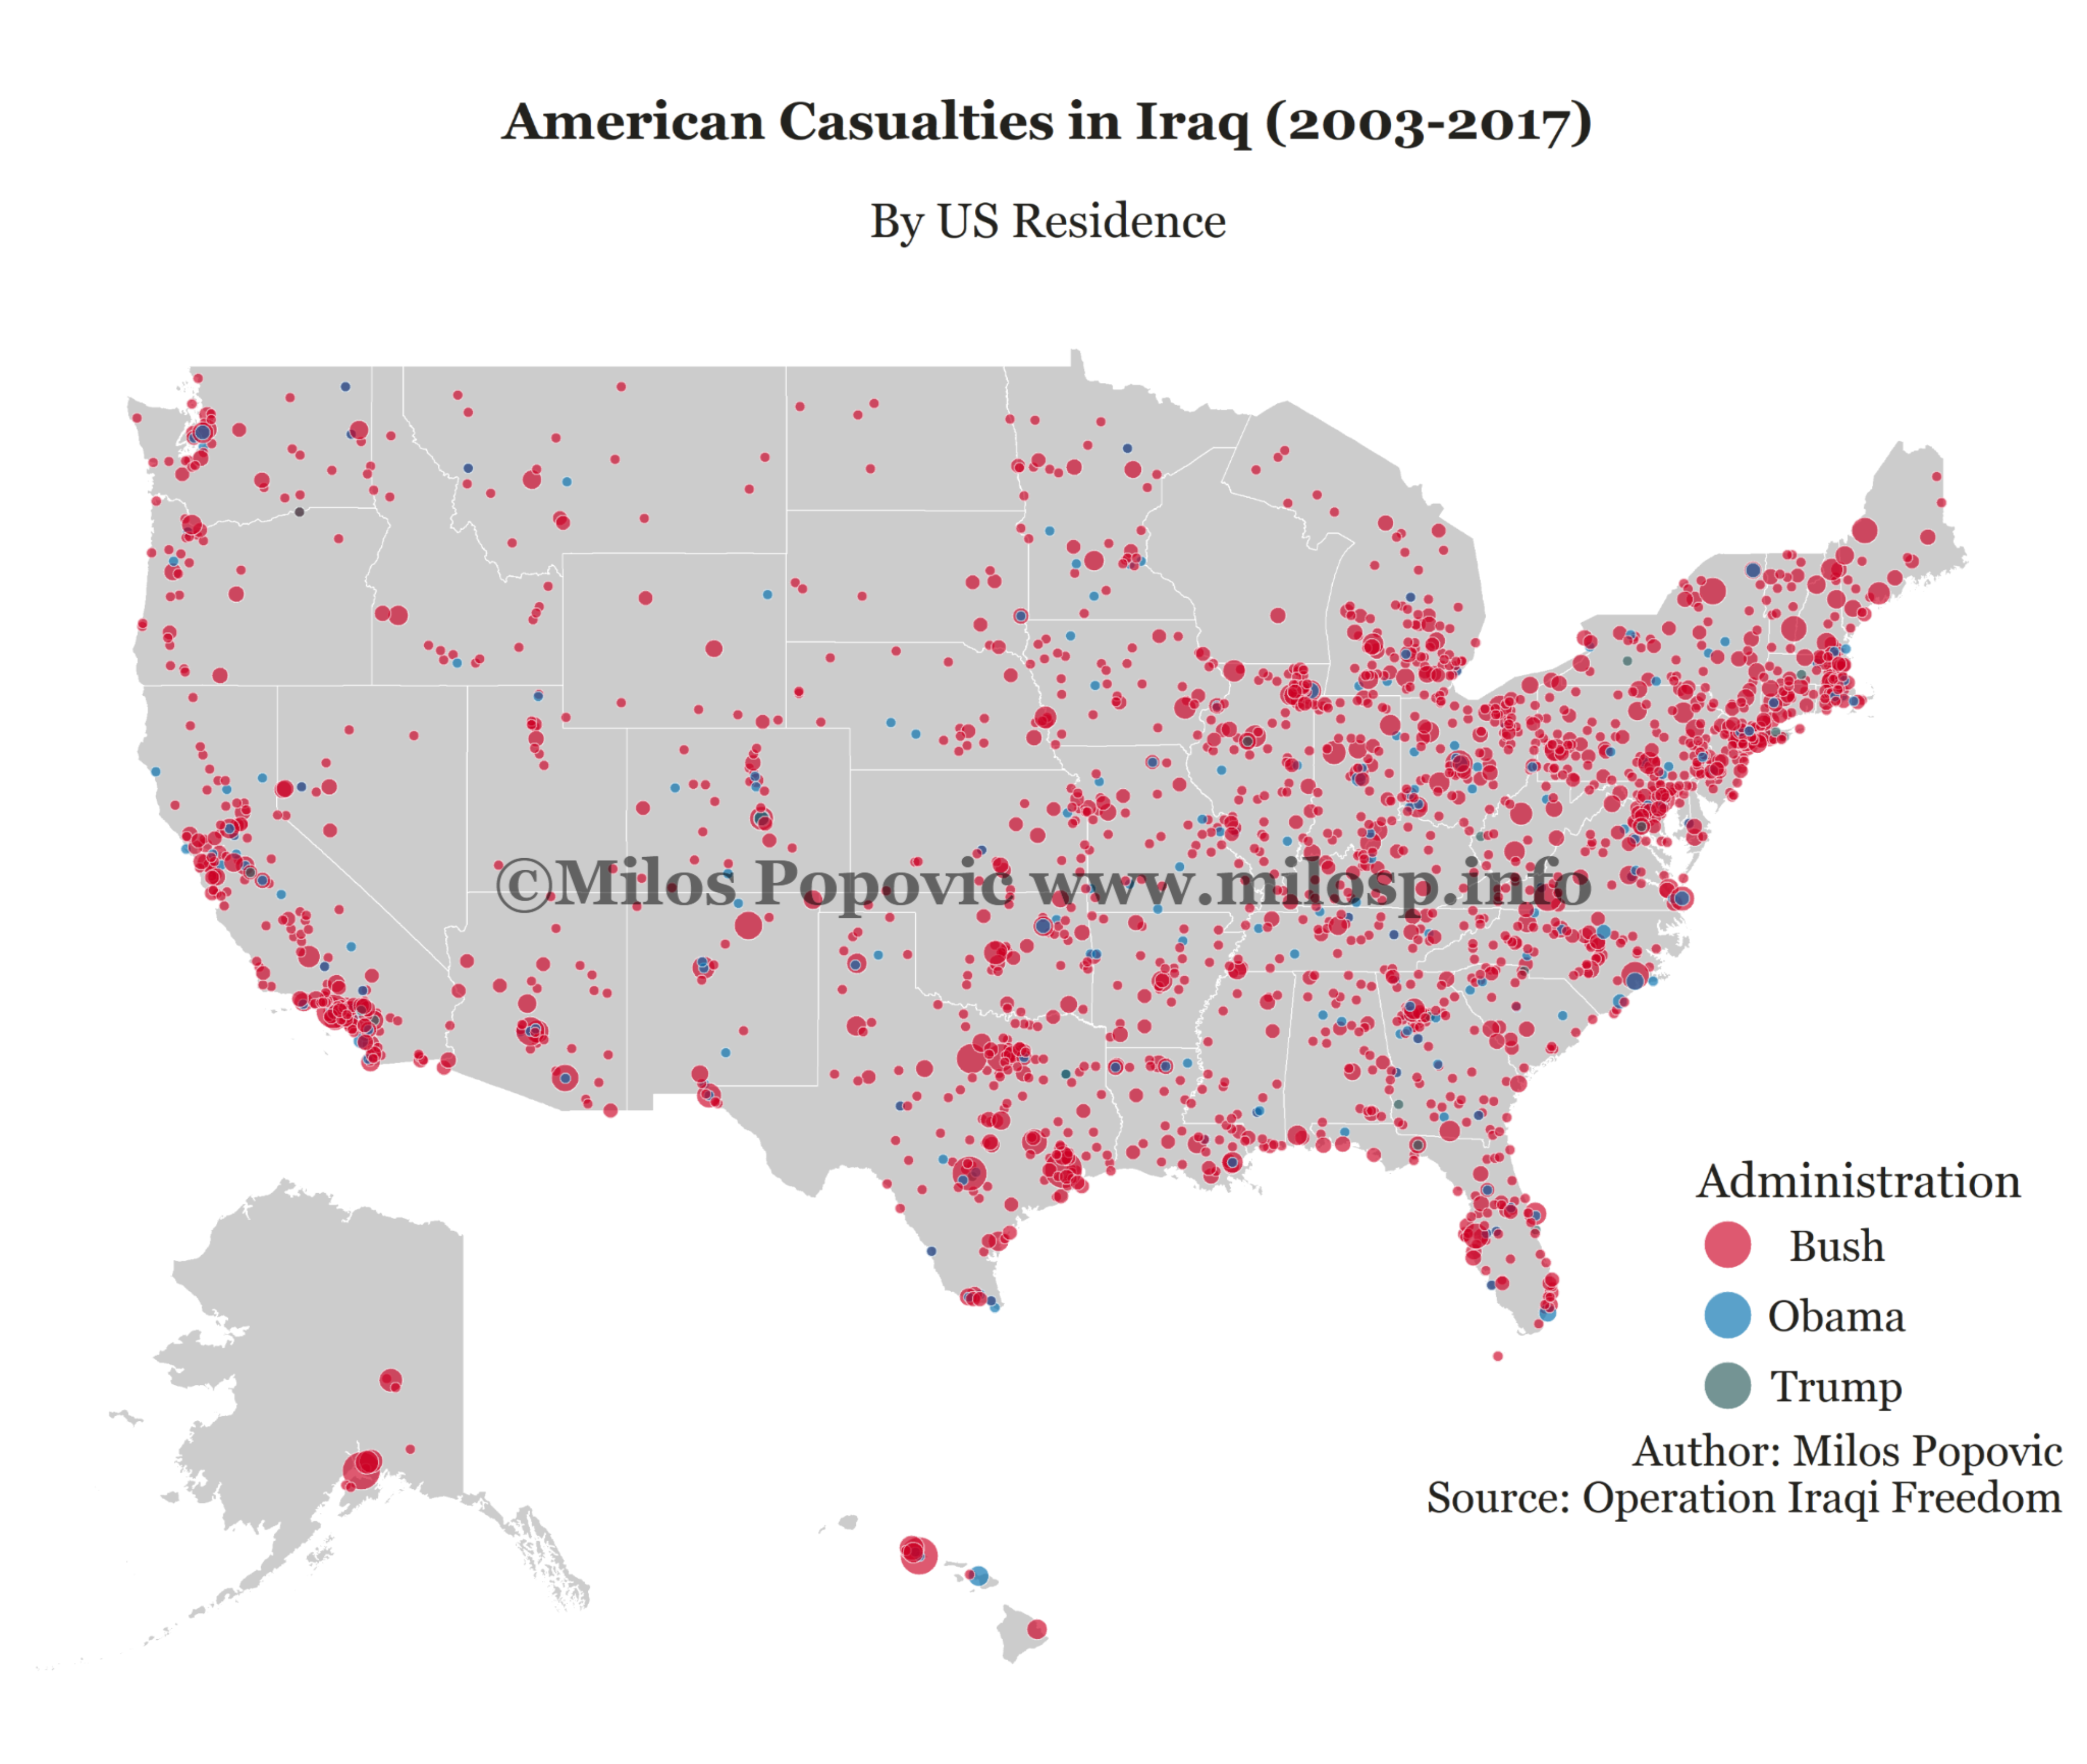 American Casualties in Iraq (2003-2017)
By US Residence
©Milos Popovic www.milosp.info
Administration
Bush
Obama
Trump
Author: Milos Popovic
Source: Operation Iraqi Freedom